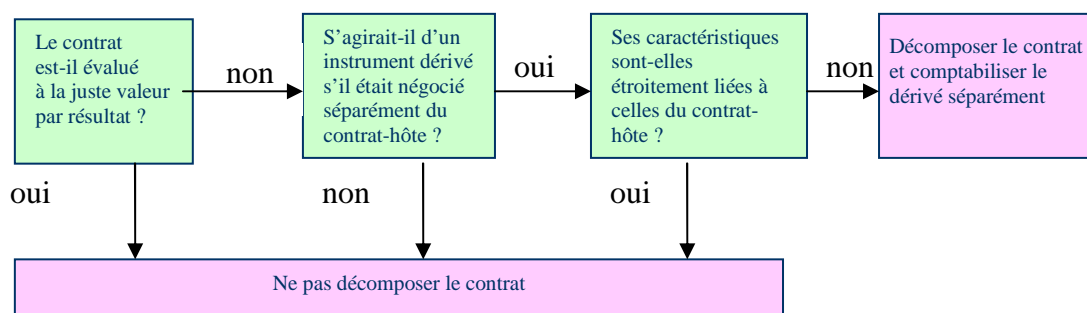 Le contrat
est-il évalué
à la juste valeur
par résultat ?
non
S’agirait-il d’un
instrument dérivé
s’il était négocié
séparément du
contrat-hôte ?
oui
Ses caractéristiques
sont-elles
étroitement liées à
celles du contrat-
hôte ?
non
Décomposer le contrat
et comptabiliser le
dérivé séparément
oui
non
oui
Ne pas décomposer le contrat